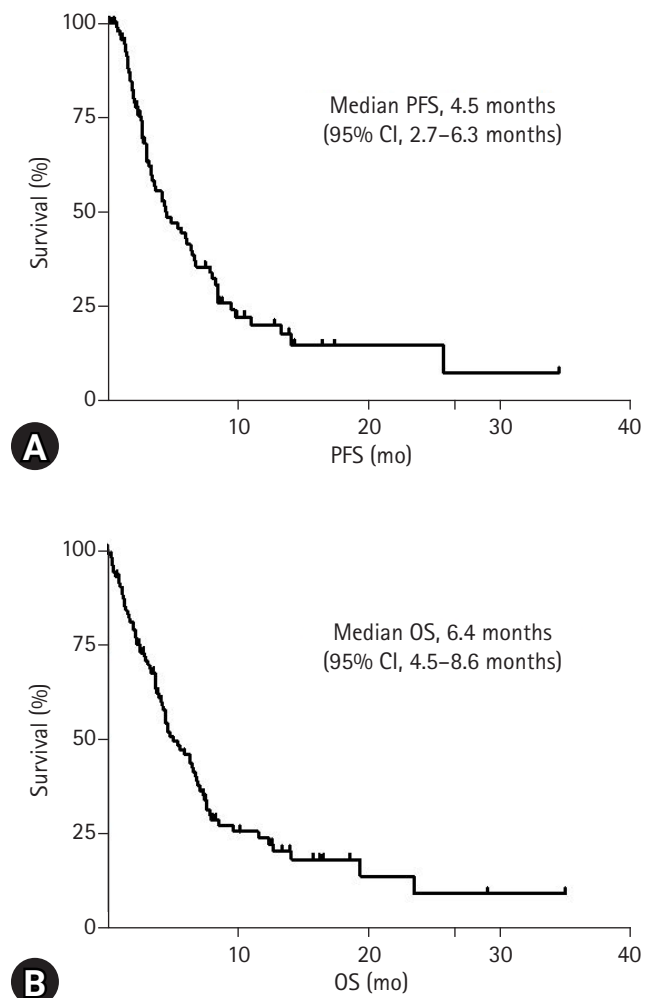 100
75
50
25
0
Survival (%)
Median PFS, 4.5 months
(95% CI, 2.7–6.3 months)
10
20
30
40
PFS (mo)
A
100
75
50
25
0
Survival (%)
Median OS, 6.4 months
(95% CI, 4.5–8.6 months)
10
20
30
40
OS (mo)
B